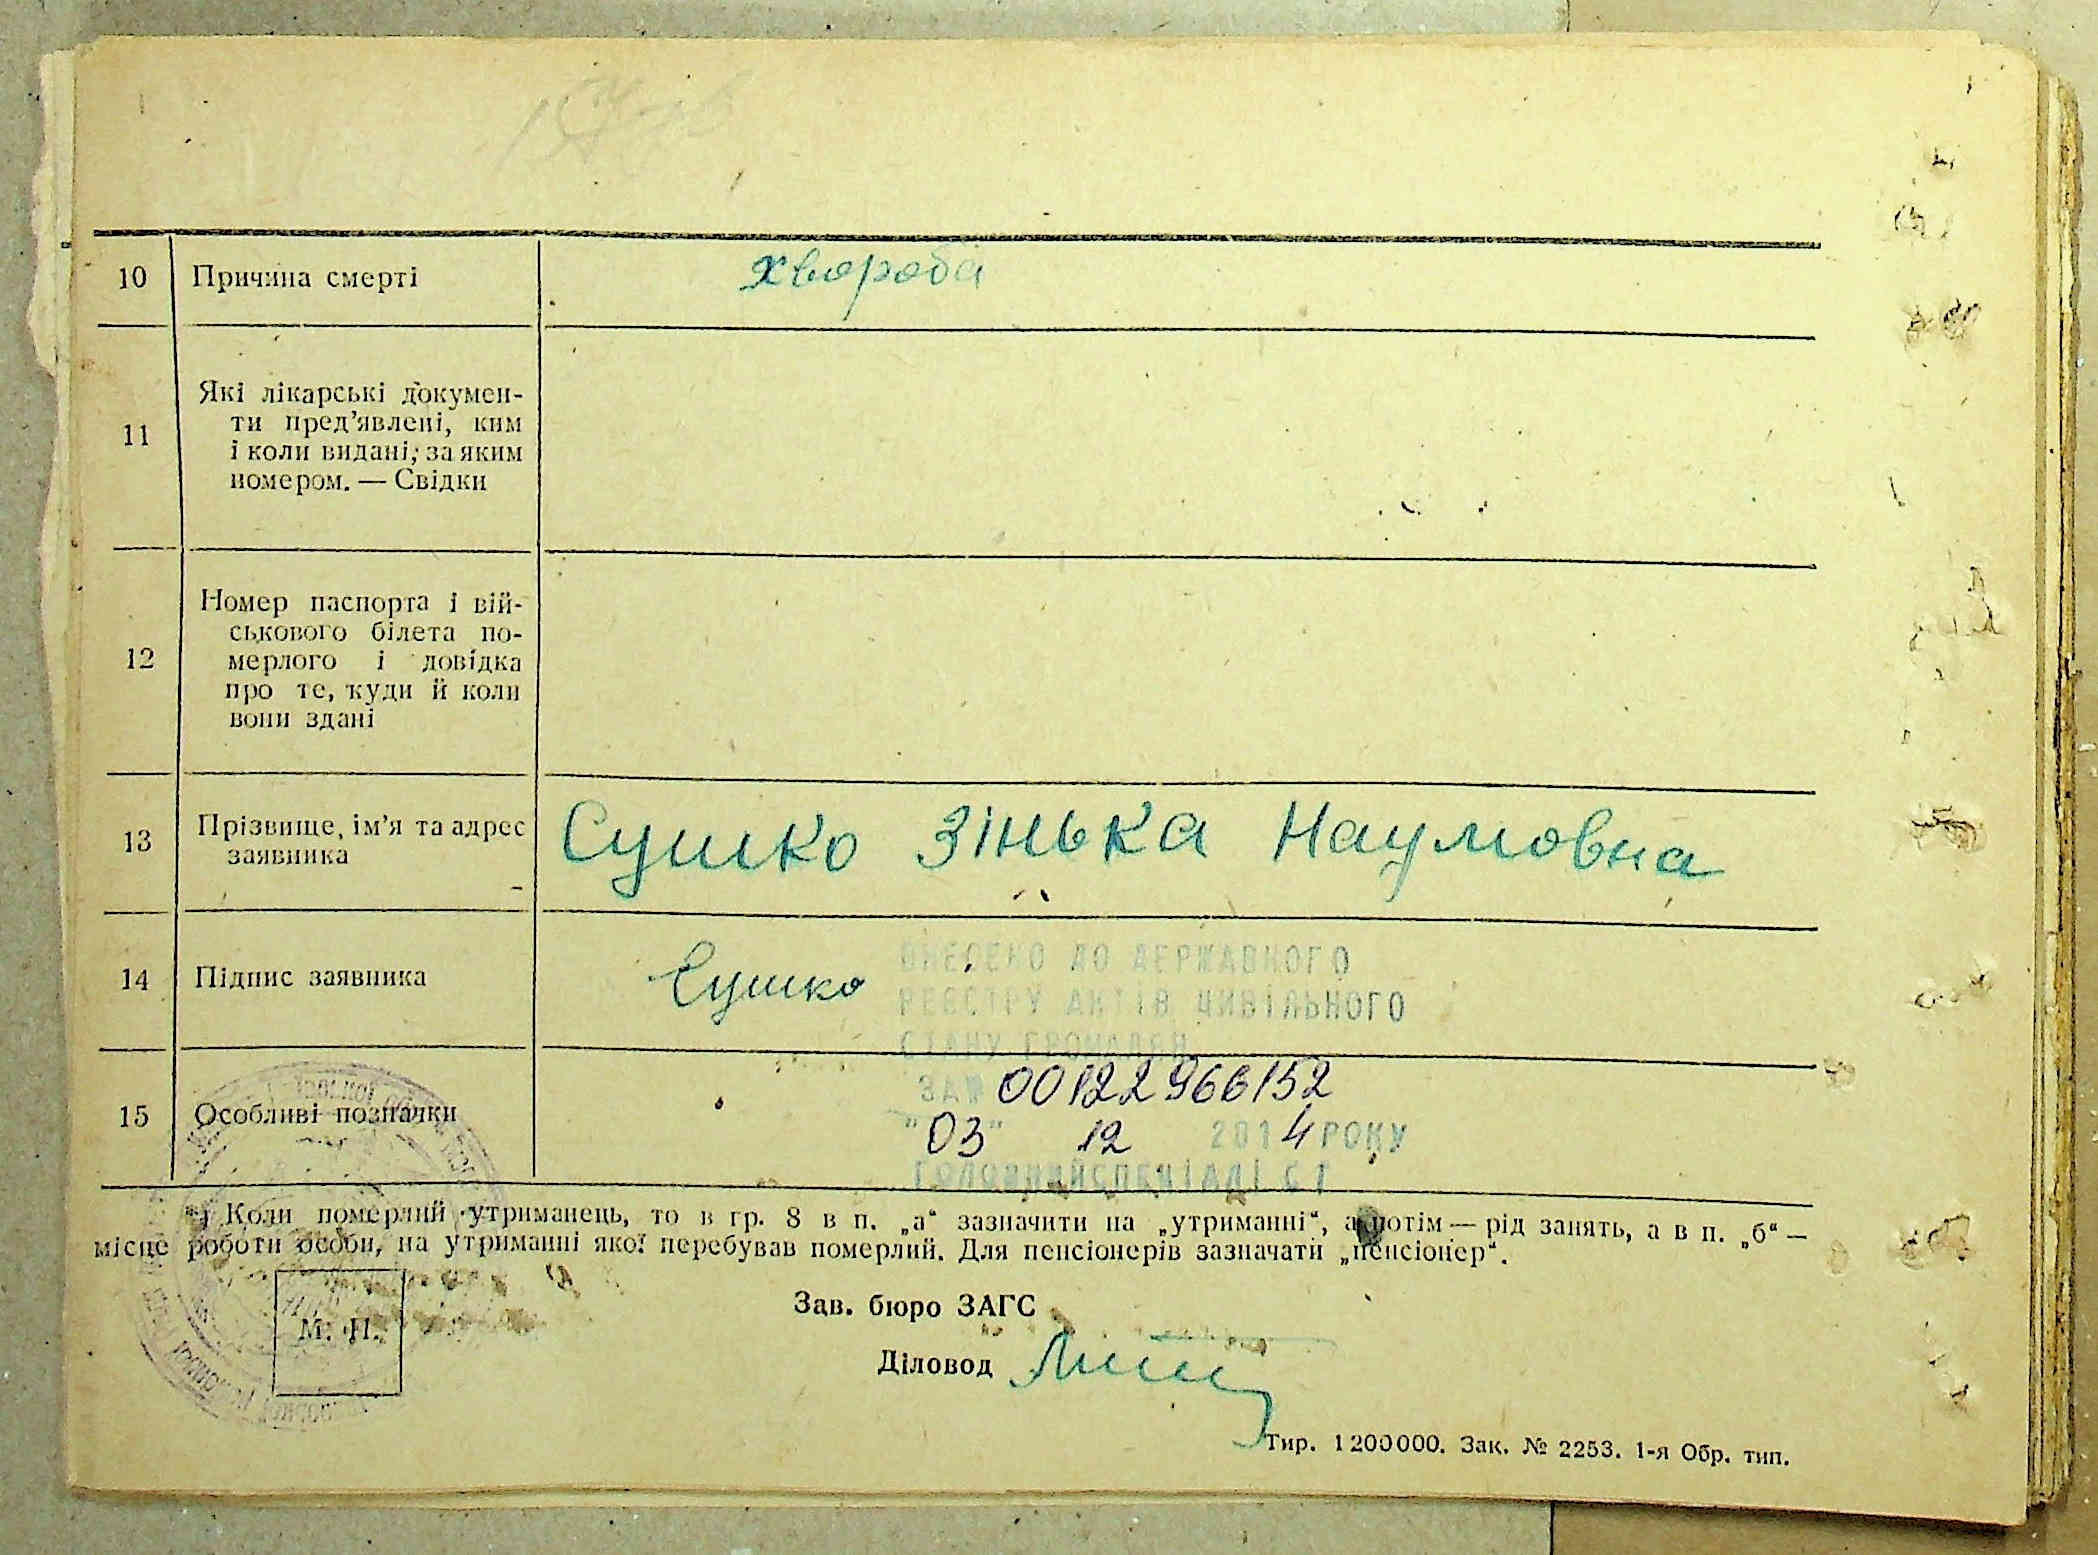 10 Причина смерті хвороба
11 Які лікарські докумен-
ти пред’явлені, ким
і коли видані, за яким
номером. — Свідки
12 Номер паспорта і вій-
ськового білета по-
мерлого і довідка
про те, куди й коли
вони здані
13 Прізвище, ім’я та адрес
заявника
Сушко Зінька Наумовна
14 Підпис заявника Сушко
ВНЕСЕНО ДО ДЕРЖАВНОГО
РЕЄСТРУ АКТІВ ЦИВІЛЬНОГО
СТАНУ ГРОМАДЯН
15 Особливі позначки
ЗА № 00122966152
"03" 12 2014 РОКУ
ГОЛОВНИЙ СПЕЦІАЛІСТ
*) Коли померлий утриманець, то в гр. 8 в п. „а“ зазначити на „утриманні“, а потім — рід занять, а в п. „б“ —
місце роботи особи, на утриманні якої перебував померлий. Для пенсіонерів зазначати „пенсіонер“.
Зав. бюро ЗАГС
М. П.
Діловод
Тир. 1200000. Зак. № 2253. 1-я Обр. тип.